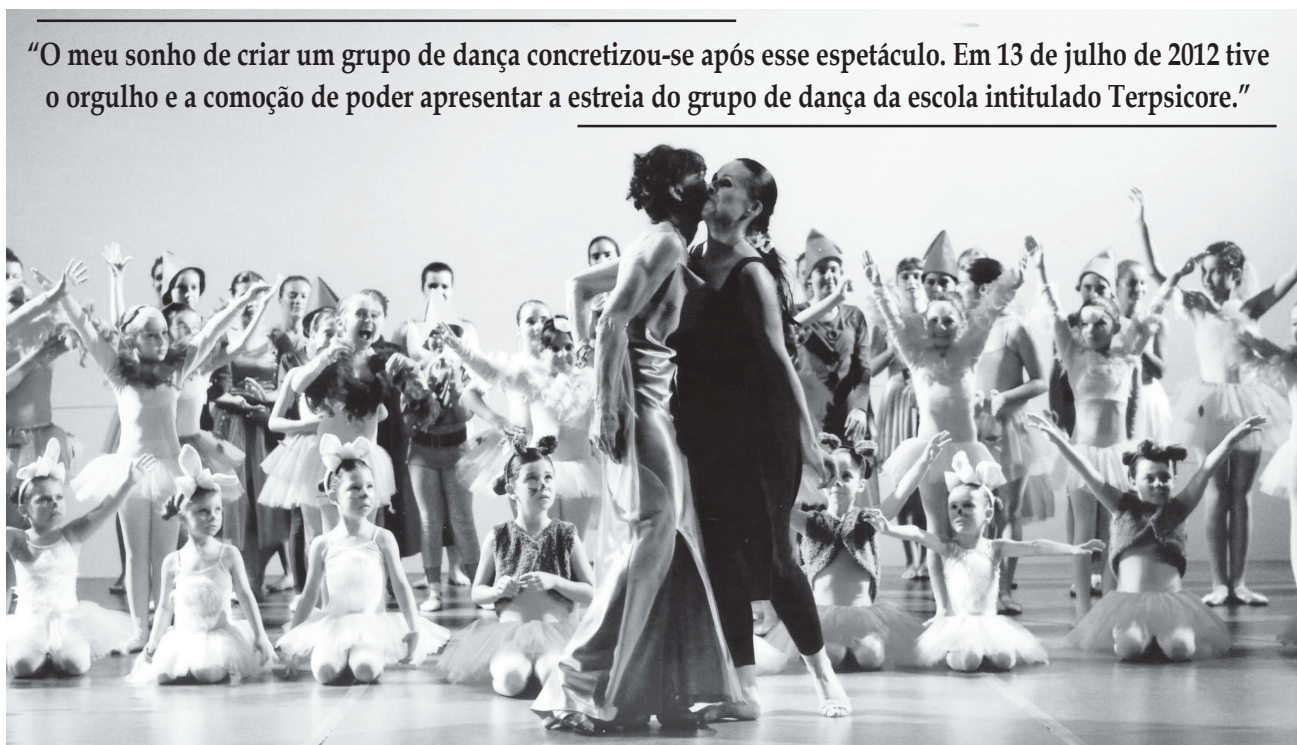 “O meu sonho de criar um grupo de dança concretizou-se após esse espetáculo. Em 13 de julho de 2012 tive
o orgulho e a comoção de poder apresentar a estreia do grupo de dança da escola intitulado Terpsicore.”